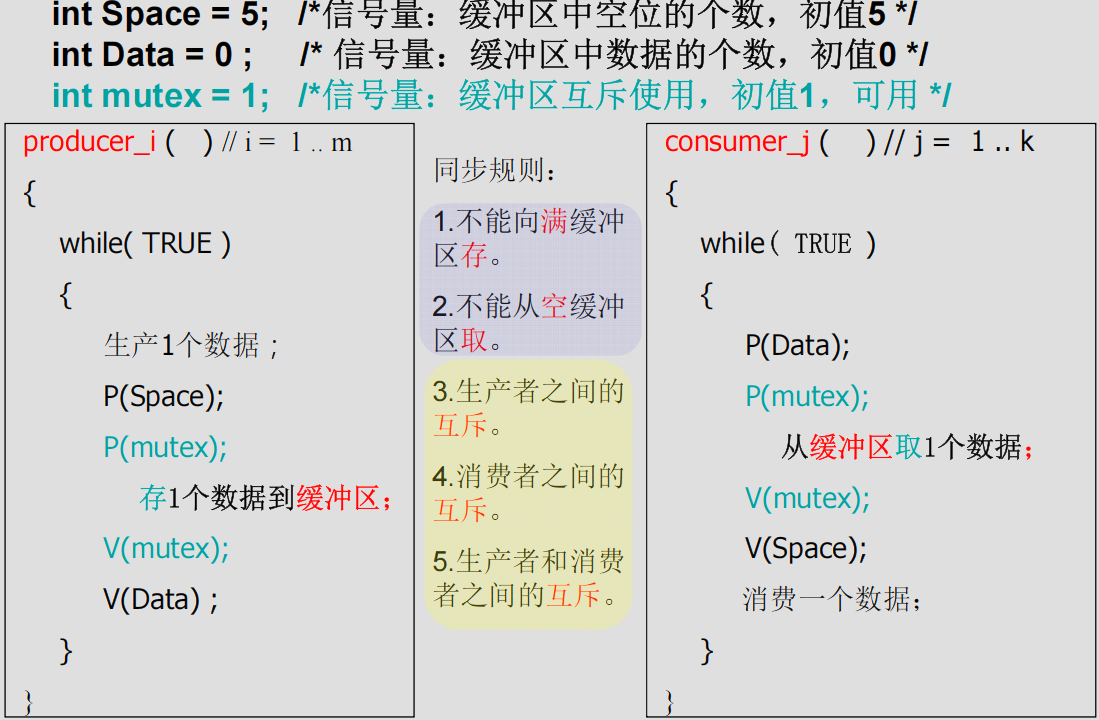 int Space = 5; /*信号量：缓冲区中空位的个数，初值5 */
int Data = 0 ; /* 信号量：缓冲区中数据的个数，初值0 */
int mutex = 1; /*信号量：缓冲区互斥使用，初值1，可用 */
producer_i ( ) // i = 1 .. m
{
while( TRUE )
{
生产1个数据；
P(Space);
P(mutex);
存1个数据到缓冲区；
V(mutex);
V(Data) ;
}
}
同步规则：
1.不能向满缓冲
区存。
2.不能从空缓冲
区取。
3.生产者之间的
互斥。
4.消费者之间的
互斥。
5.生产者和消费
者之间的互斥。
consumer_j ( ) // j = 1 .. k
{
while( TRUE )
{
P(Data);
P(mutex);
从缓冲区取1个数据；
V(mutex);
V(Space);
消费一个数据；
}
}